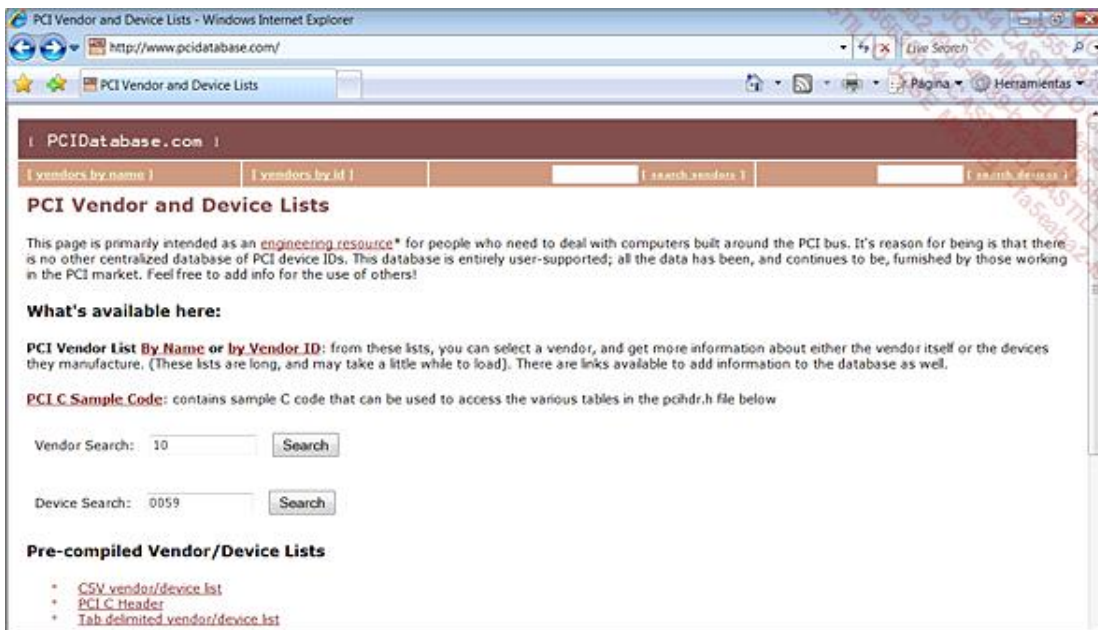 PCI Vendor and Device Lists - Windows Internet Explorer
http://www.pcidatabase.com/
Live Search
PCI Vendor and Device Lists
Página
Herramientas
| PCIDatabase.com |
[ vendors by name ] [ vendors by id ] [ search vendors ] [ search devices ]
PCI Vendor and Device Lists
This page is primarily intended as an engineering resource* for people who need to deal with computers built around the PCI bus. It's reason for being is that there
is no other centralized database of PCI device IDs. This database is entirely user-supported; all the data has been, and continues to be, furnished by those working
in the PCI market. Feel free to add info for the use of others!
What's available here:
PCI Vendor List By Name or by Vendor ID: from these lists, you can select a vendor, and get more information about either the vendor itself or the devices
they manufacture. (These lists are long, and may take a little while to load). There are links available to add information to the database as well.
PCI C Sample Code: contains sample C code that can be used to access the various tables in the pcihdr.h file below
Vendor Search: 10 Search
Device Search: 0059 Search
Pre-compiled Vendor/Device Lists
* CSV vendor/device list
* PCI C Header
* Tab delimited vendor/device list
JOSE MIGUEL CASTILLO